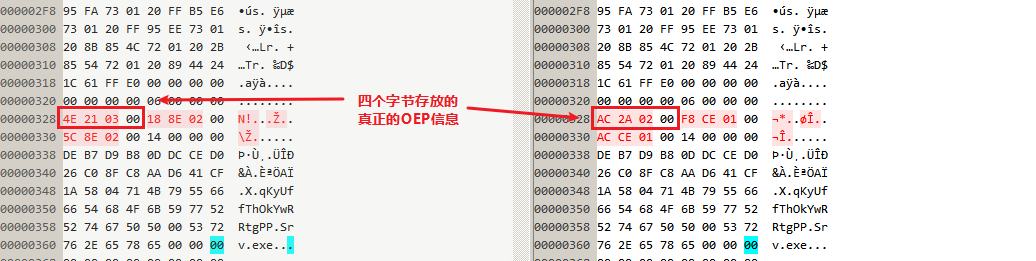 000002F8 95 FA 73 01 20 FF B5 E6 •ús. ÿµæ
00000300 73 01 20 FF 95 EE 73 01 s. ÿ•îs.
00000308 20 8B 85 4C 72 01 20 2B ‹…Lr. +
00000310 85 54 72 01 20 89 44 24 …Tr. ‰D$
00000318 1C 61 FF E0 00 00 00 00 .aÿà....
00000320 00 00 00 00 06 00 00 00 ........
00000328 4E 21 03 00 18 8E 02 00 N!...Ž..
00000330 5C 8E 02 00 14 00 00 00 \Ž......
00000338 DE B7 D9 B8 0D DC CE D0 Þ·Ù¸.ÜÎÐ
00000340 26 C0 8F C8 AA D6 41 CF &À.ÈªÖAÏ
00000348 1A 58 04 71 4B 79 55 66 .X.qKyUf
00000350 66 54 68 4F 6B 59 77 52 fThOkYwR
00000358 52 74 67 50 50 00 53 72 RtgPP.Sr
00000360 76 2E 65 78 65 00 00 00 v.exe...
四个字节存放的
真正的OEP信息
000002F8 95 FA 73 01 20 FF B5 E6 •ús. ÿµæ
00000300 73 01 20 FF 95 EE 73 01 s. ÿ•îs.
00000308 20 8B 85 4C 72 01 20 2B ‹…Lr. +
00000310 85 54 72 01 20 89 44 24 …Tr. ‰D$
00000318 1C 61 FF E0 00 00 00 00 .aÿà....
00000320 00 00 00 00 06 00 00 00 ........
00000328 AC 2A 02 00 F8 CE 01 00 ¬*..øÎ..
00000330 AC CE 01 00 14 00 00 00 ¬Î......
00000338 DE B7 D9 B8 0D DC CE D0 Þ·Ù¸.ÜÎÐ
00000340 26 C0 8F C8 AA D6 41 CF &À.ÈªÖAÏ
00000348 1A 58 04 71 4B 79 55 66 .X.qKyUf
00000350 66 54 68 4F 6B 59 77 52 fThOkYwR
00000358 52 74 67 50 50 00 53 72 RtgPP.Sr
00000360 76 2E 65 78 65 00 00 00 v.exe...